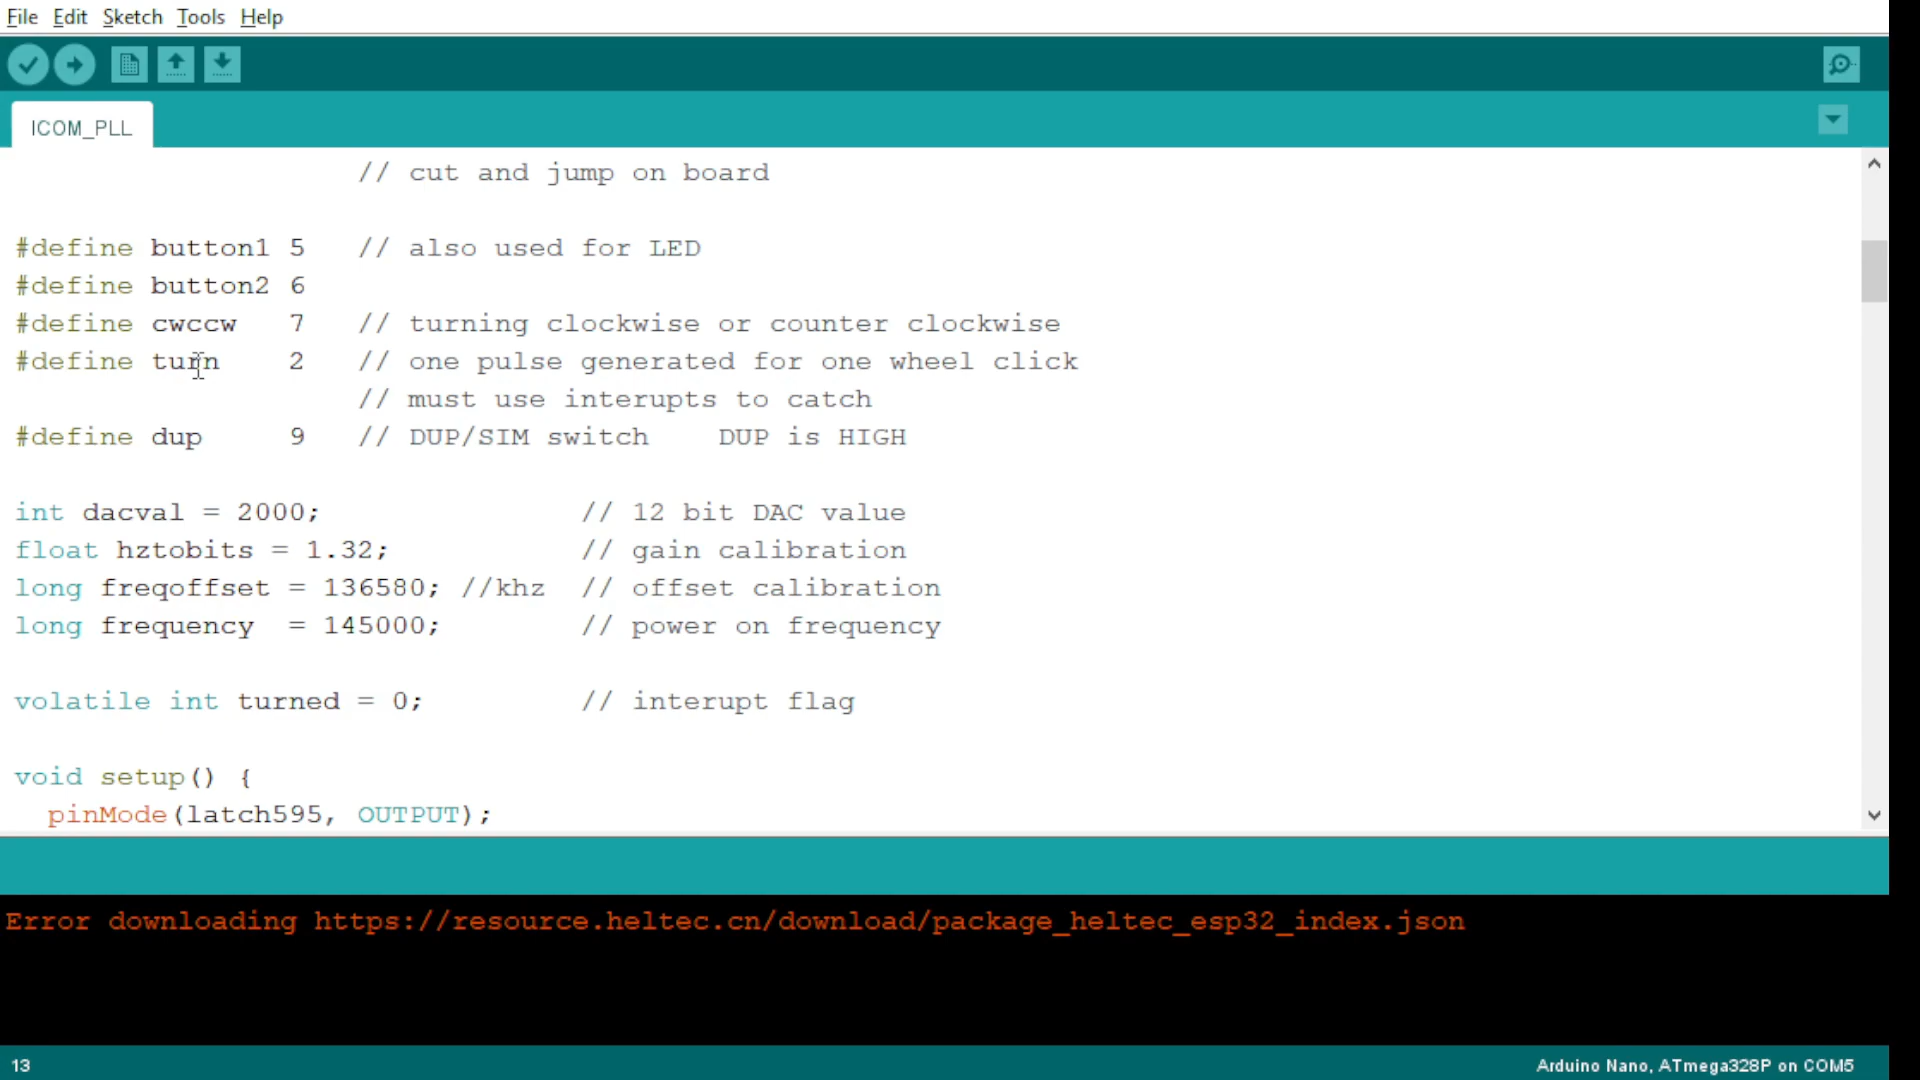 File Edit Sketch Tools Help
ICOM_PLL
// cut and jump on board
#define button1 5 // also used for LED
#define button2 6
#define cwccw 7 // turning clockwise or counter clockwise
#define turn 2 // one pulse generated for one wheel click
// must use interupts to catch
#define dup 9 // DUP/SIM switch DUP is HIGH
int dacval = 2000; // 12 bit DAC value
float hztobits = 1.32; // gain calibration
long freqoffset = 136580; //khz // offset calibration
long frequency = 145000; // power on frequency
volatile int turned = 0; // interupt flag
void setup() {
pinMode(latch595, OUTPUT);
Error downloading https://resource.heltec.cn/download/package_heltec_esp32_index.json
13 Arduino Nano, ATmega328P on COM5